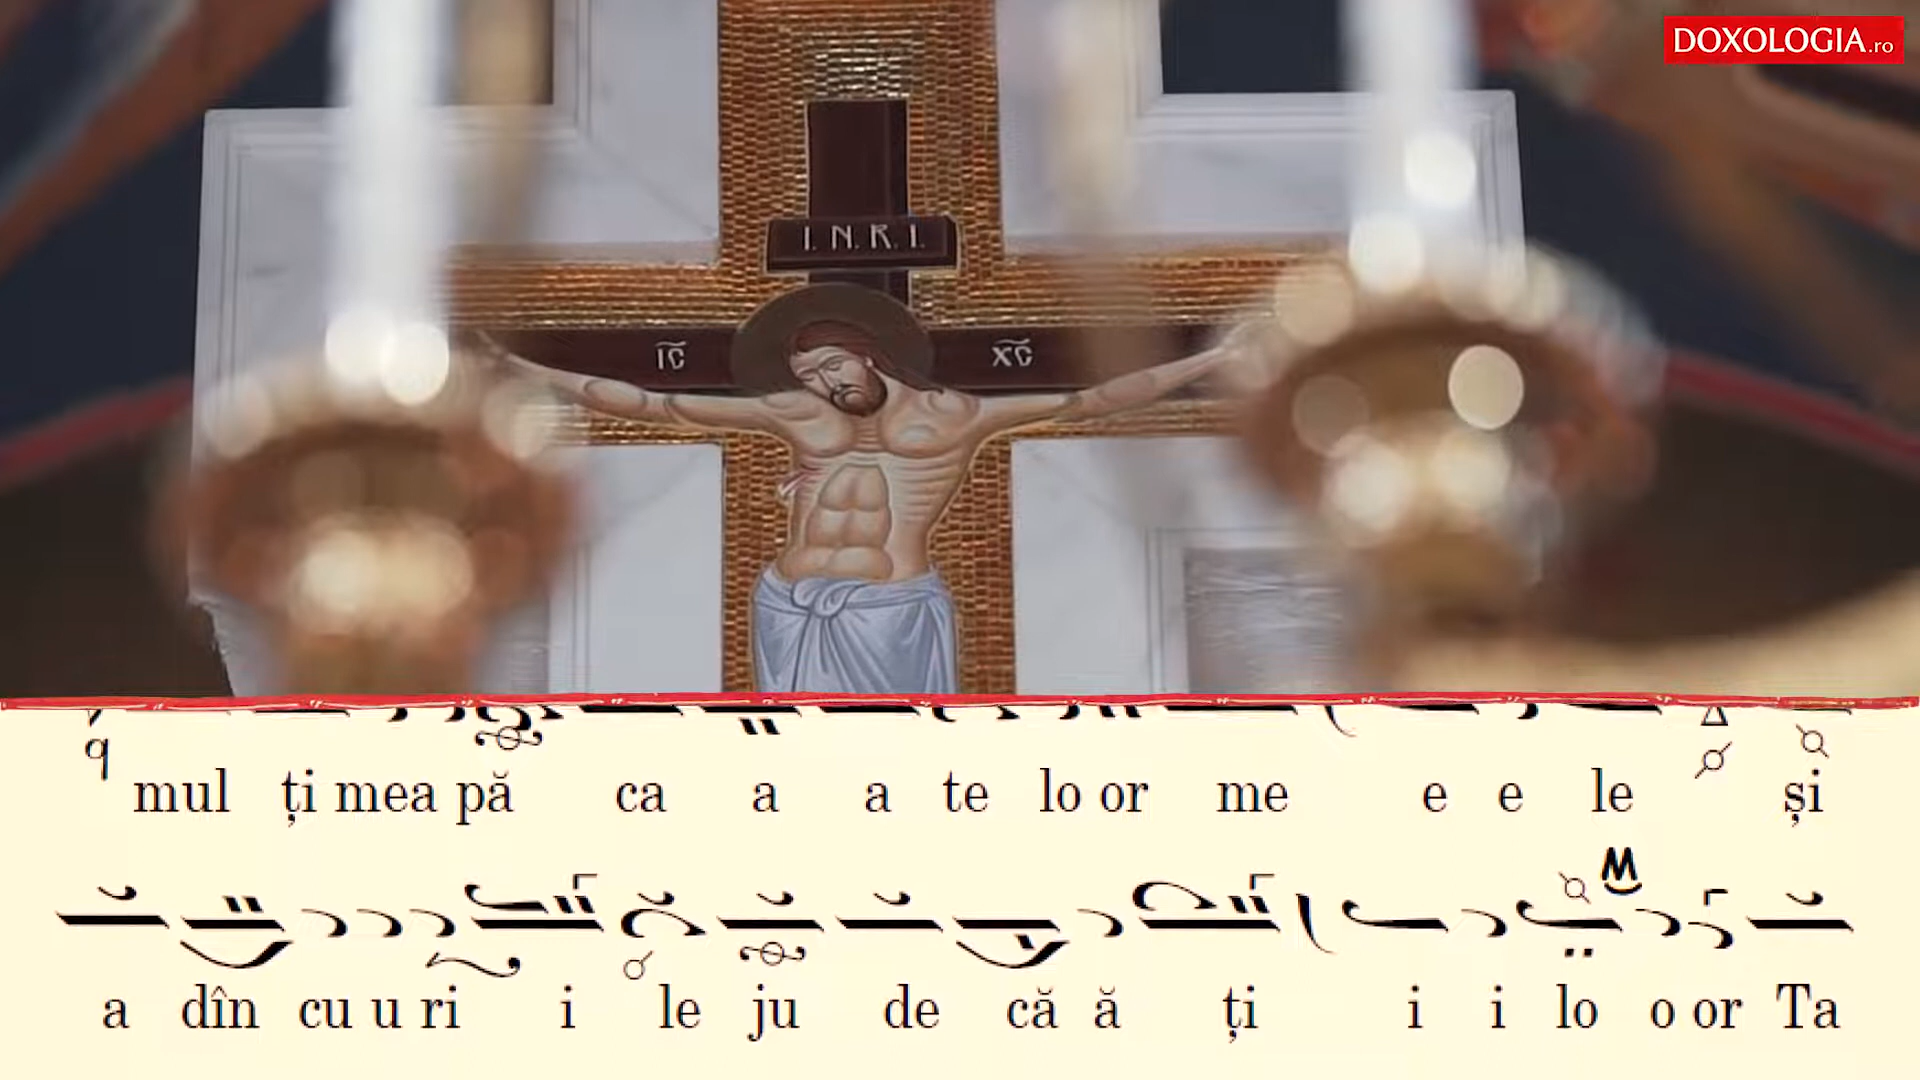 DOXOLOGIA.ro
I. N. R. I.
IC XC
mul ți mea pă ca a a te lo or me e e le și
a dîn cu u ri i le ju de că ă ți i i lo o or Ta